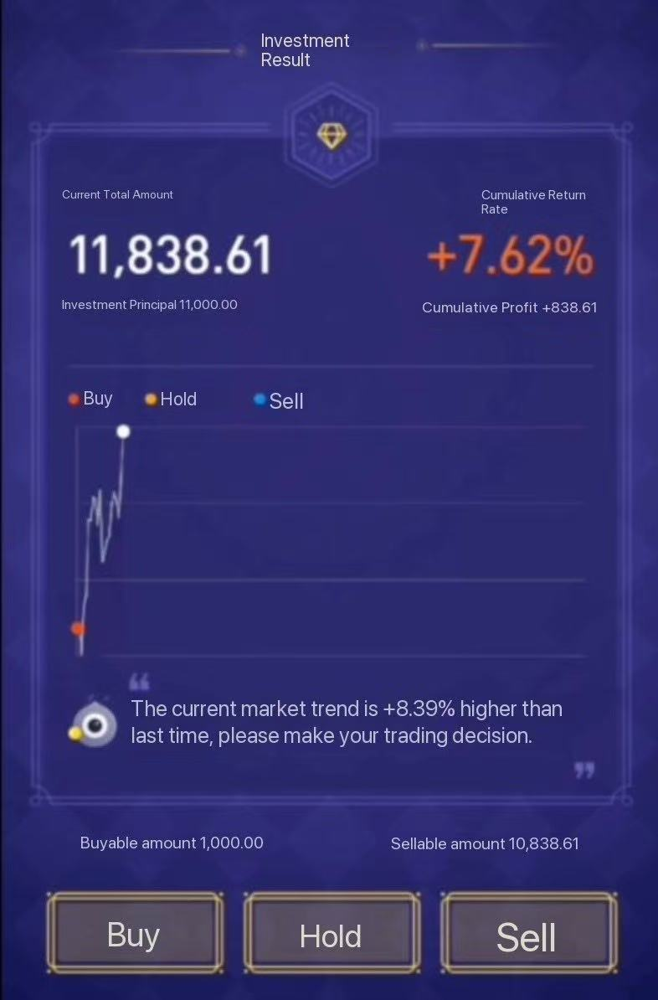 Investment
Result
Current Total Amount
Cumulative Return
Rate
11,838.61
+7.62%
Investment Principal 11,000.00
Cumulative Profit +838.61
Buy
Hold
Sell
“
The current market trend is +8.39% higher than
last time, please make your trading decision.
”
Buyable amount 1,000.00
Sellable amount 10,838.61
Buy
Hold
Sell